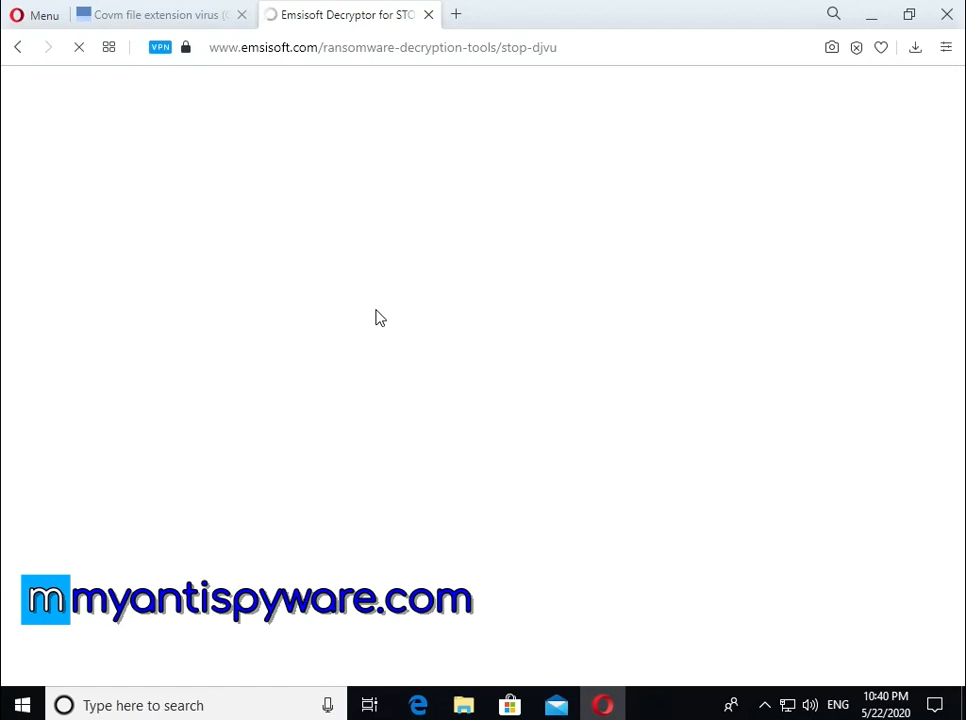 Menu
Covm file extension virus (
Emsisoft Decryptor for STO
VPN
www.emsisoft.com/ransomware-decryption-tools/stop-djvu
m
myantispyware.com
Type here to search
ENG
10:40 PM
5/22/2020